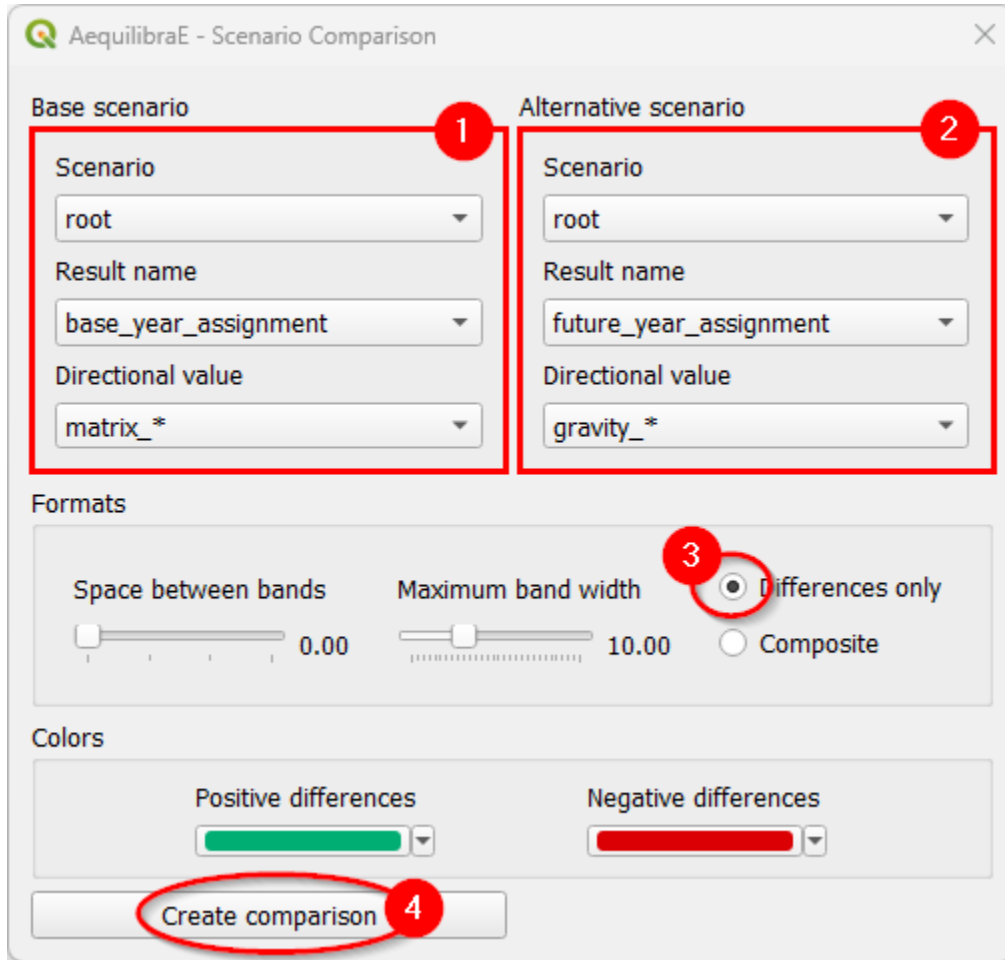 AequilibraE - Scenario Comparison
Base scenario
Alternative scenario
1
2
Scenario
Scenario
root
root
Result name
Result name
base_year_assignment
future_year_assignment
Directional value
Directional value
matrix_*
gravity_*
Formats
3
Space between bands
Maximum band width
Differences only
0.00
10.00
Composite
Colors
Positive differences
Negative differences
Create comparison
4